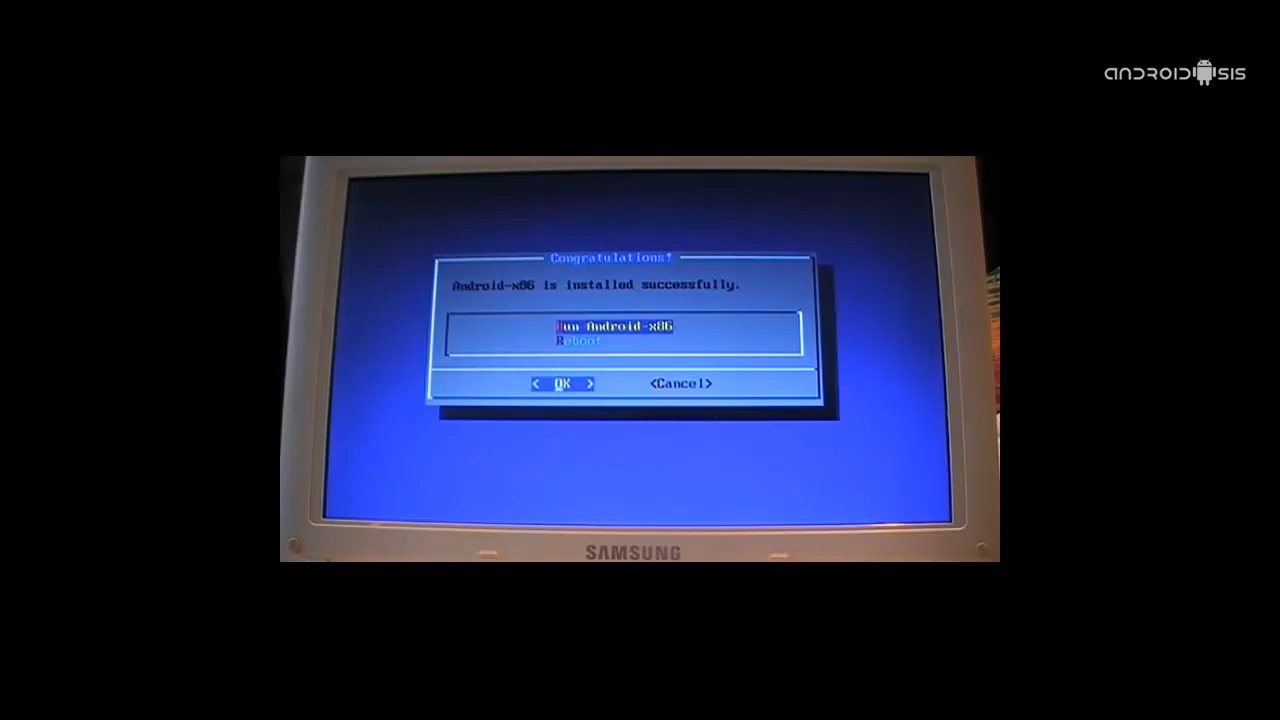 ANDROIDSIS
Congratulations!
Android-x86 is installed successfully.
Run Android-x86
Reboot
< OK > <Cancel>
SAMSUNG